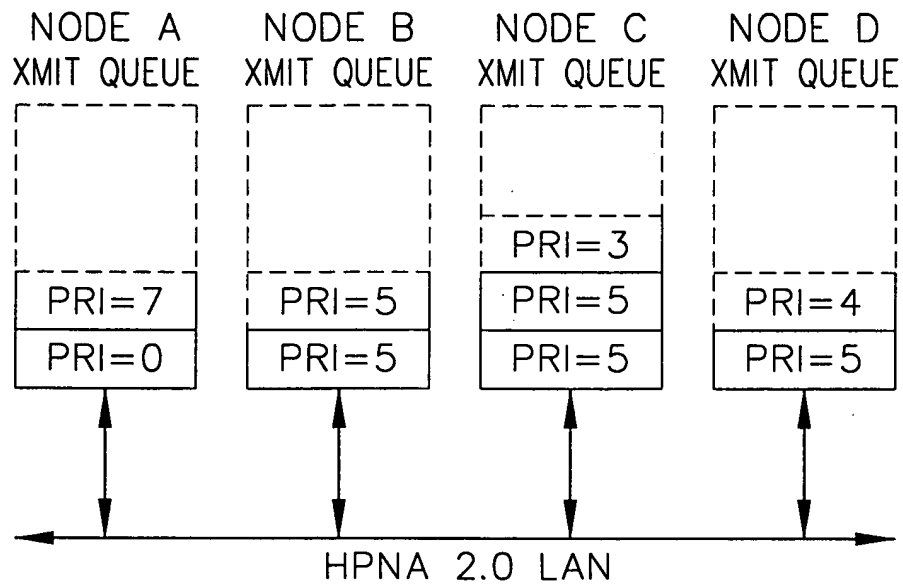 NODE A NODE B NODE C NODE D
XMIT QUEUE XMIT QUEUE XMIT QUEUE XMIT QUEUE
PRI=3
PRI=7 PRI=5 PRI=5 PRI=4
PRI=0 PRI=5 PRI=5 PRI=5
HPNA 2.0 LAN